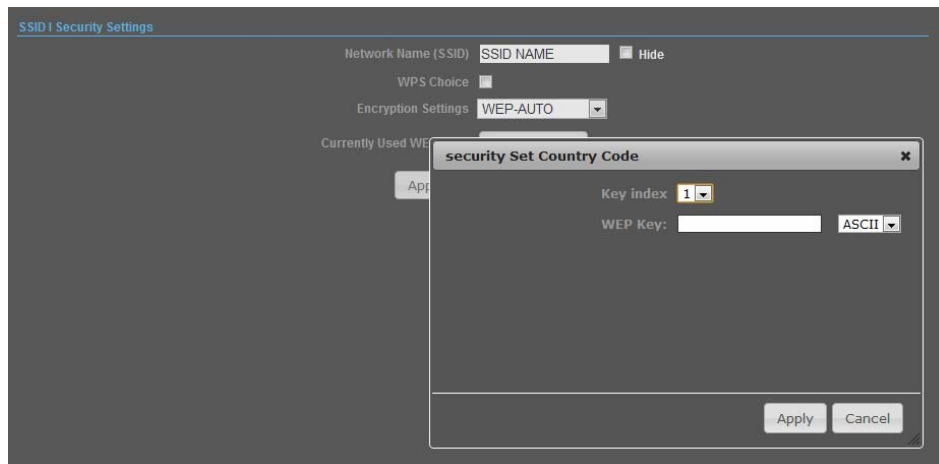 SSID I Security Settings
Network Name (SSID) SSID NAME Hide
WPS Choice
Encryption Settings WEP-AUTO
Currently Used WE
App
security Set Country Code
Key index 1
WEP Key: ASCII
Apply Cancel